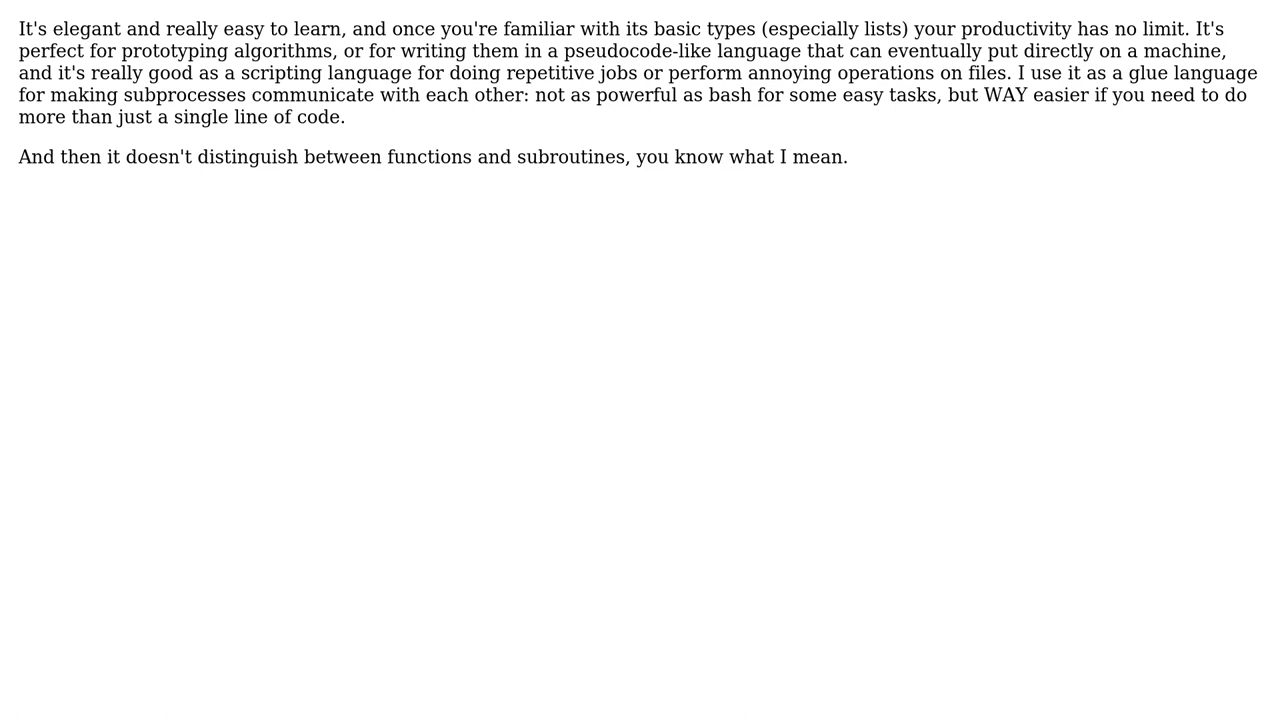 It's elegant and really easy to learn, and once you're familiar with its basic types (especially lists) your productivity has no limit. It's
perfect for prototyping algorithms, or for writing them in a pseudocode-like language that can eventually put directly on a machine,
and it's really good as a scripting language for doing repetitive jobs or perform annoying operations on files. I use it as a glue language
for making subprocesses communicate with each other: not as powerful as bash for some easy tasks, but WAY easier if you need to do
more than just a single line of code.
And then it doesn't distinguish between functions and subroutines, you know what I mean.